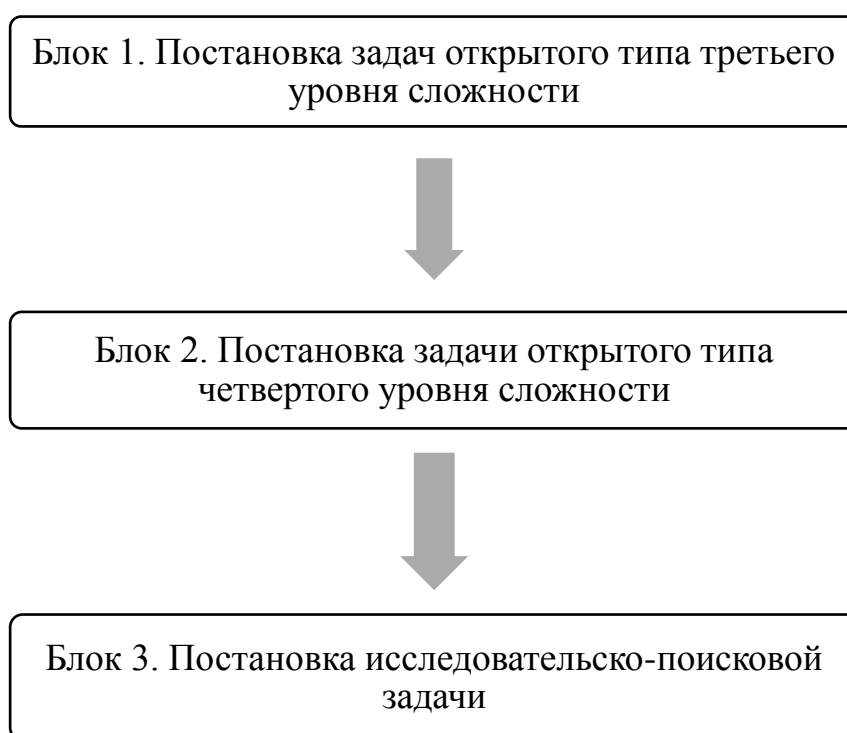 Блок 1. Постановка задач открытого типа третьего
уровня сложности
Блок 2. Постановка задачи открытого типа
четвертого уровня сложности
Блок 3. Постановка исследовательско-поисковой
задачи